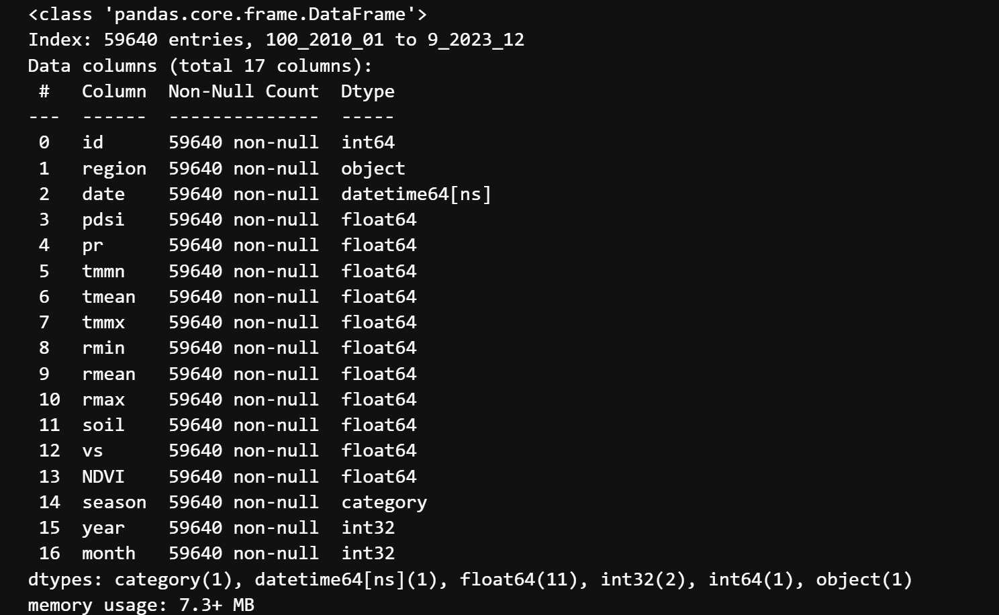 <class 'pandas.core.frame.DataFrame'>
Index: 59640 entries, 100_2010_01 to 9_2023_12
Data columns (total 17 columns):
 #   Column  Non-Null Count  Dtype
---  ------  --------------  -----
 0   id      59640 non-null  int64
 1   region  59640 non-null  object
 2   date    59640 non-null  datetime64[ns]
 3   pdsi    59640 non-null  float64
 4   pr      59640 non-null  float64
 5   tmmn    59640 non-null  float64
 6   tmean   59640 non-null  float64
 7   tmmx    59640 non-null  float64
 8   rmin    59640 non-null  float64
 9   rmean   59640 non-null  float64
 10  rmax    59640 non-null  float64
 11  soil    59640 non-null  float64
 12  vs      59640 non-null  float64
 13  NDVI    59640 non-null  float64
 14  season  59640 non-null  category
 15  year    59640 non-null  int32
 16  month   59640 non-null  int32
dtypes: category(1), datetime64[ns](1), float64(11), int32(2), int64(1), object(1)
memory usage: 7.3+ MB